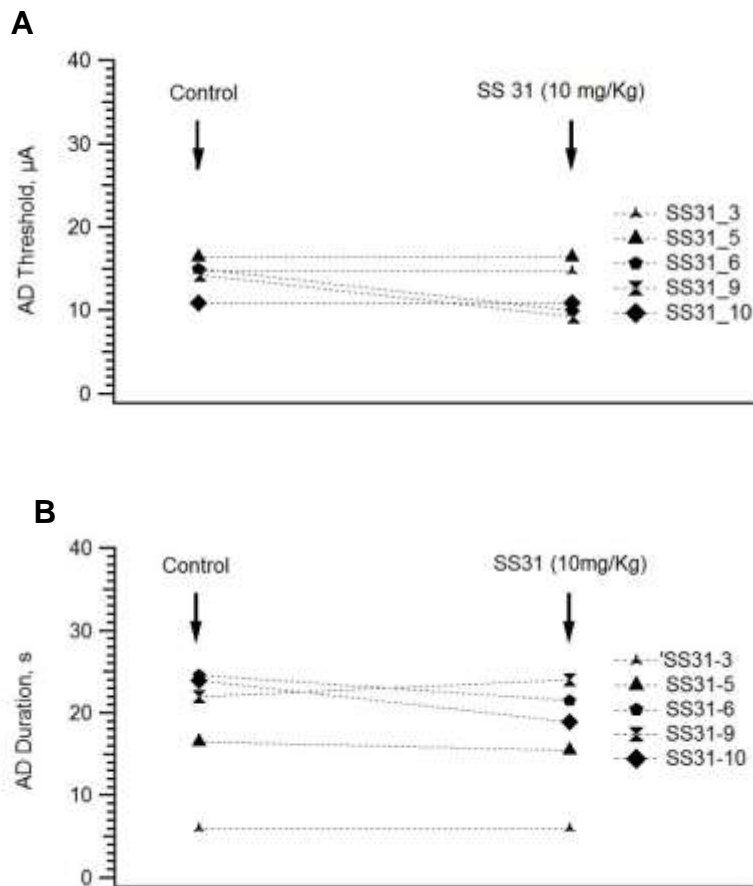 A
40
Control
SS 31 (10 mg/Kg)
30
AD Threshold, µA
20
SS31_3
SS31_5
SS31_6
SS31_9
SS31_10
10
0
B
40
Control
SS31 (10mg/Kg)
30
AD Duration, s
'SS31-3
SS31-5
SS31-6
SS31-9
SS31-10
20
10
0